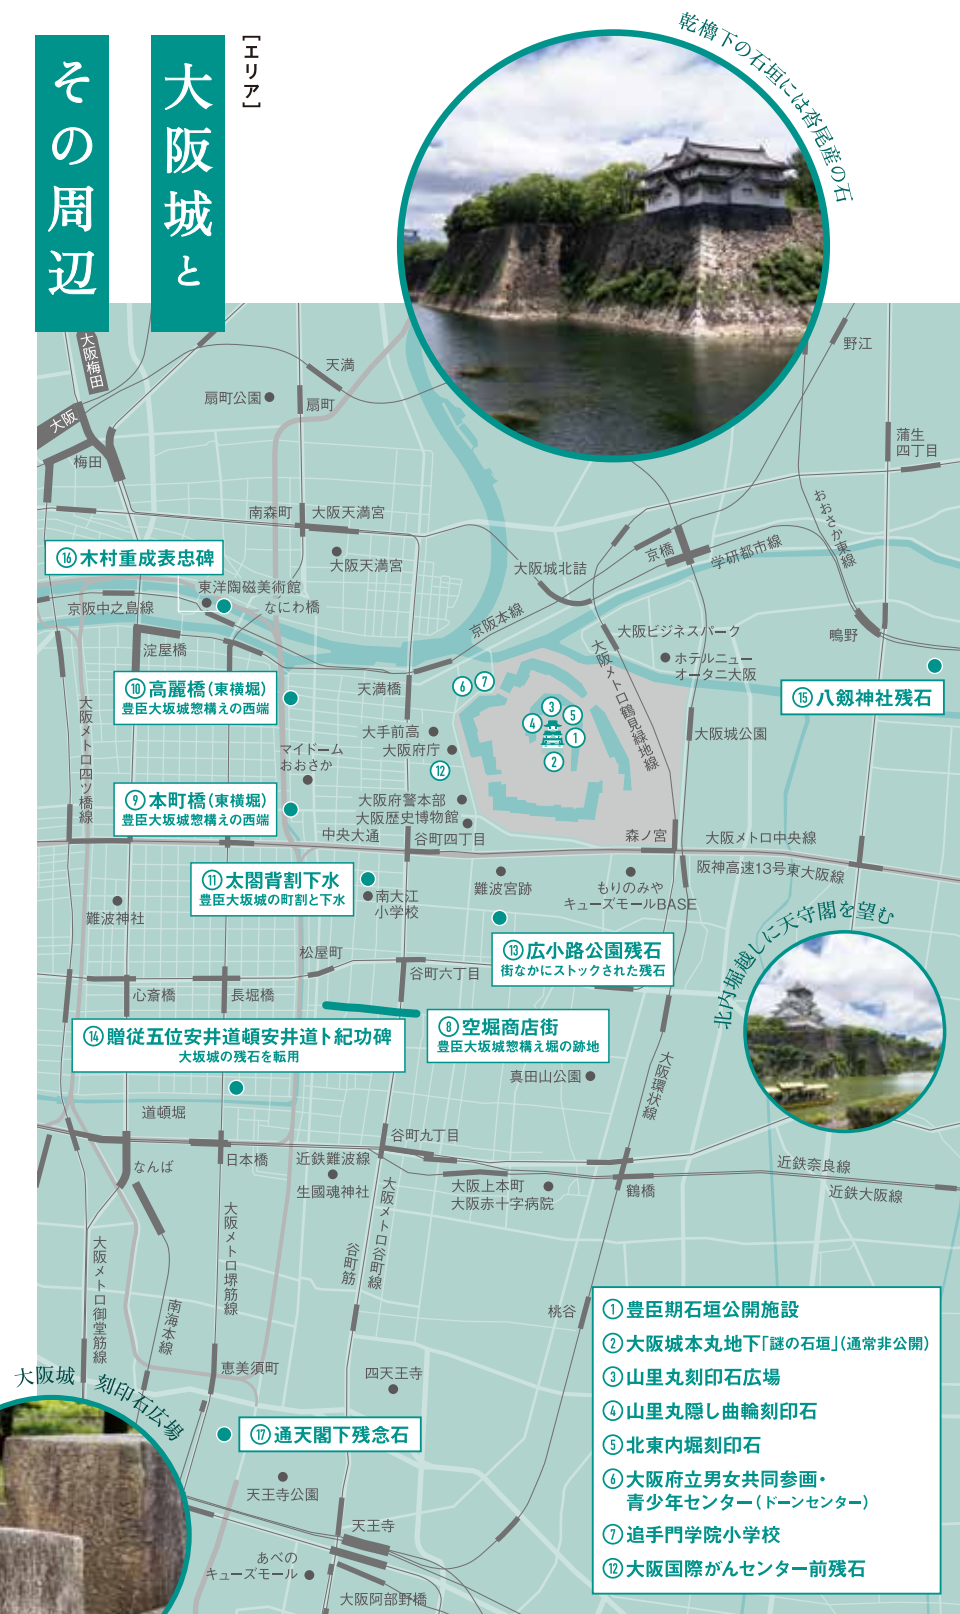 [エリア]
大阪城と
その周辺
乾櫓下の石垣には沓尾産の石
大阪梅田
大阪
梅田
天満
扇町公園
扇町
野江
蒲生
四丁目
おおさか東線
南森町
大阪天満宮
大阪天満宮
京橋
学研都市線
大阪城北詰
⑯木村重成表忠碑
東洋陶磁美術館
京阪中之島線
なにわ橋
京阪本線
大阪ビジネスパーク
鴫野
淀屋橋
ホテルニュー
オータニ大阪
⑩高麗橋(東横堀)
豊臣大坂城惣構えの西端
天満橋
⑥
⑦
⑮八剱神社残石
大阪メトロ四ツ橋線
大阪メトロ鶴見緑地線
③
④
⑤
①
②
大手前高
大阪府庁
⑫
大阪城公園
マイドーム
おおさか
⑨本町橋(東横堀)
豊臣大坂城惣構えの西端
大阪府警本部
大阪歴史博物館
中央大通
谷町四丁目
森ノ宮
大阪メトロ中央線
阪神高速13号東大阪線
⑪太閤背割下水
豊臣大坂城の町割と下水
南大江
小学校
難波宮跡
もりのみや
キューズモールBASE
難波神社
⑬広小路公園残石
街なかにストックされた残石
北内堀越しに天守閣を望む
松屋町
谷町六丁目
心斎橋
長堀橋
⑭贈従五位安井道頓安井道ト紀功碑
大坂城の残石を転用
⑧空堀商店街
豊臣大坂城惣構え堀の跡地
真田山公園
大阪環状線
道頓堀
谷町九丁目
なんば
日本橋
近鉄難波線
生國魂神社
大阪上本町
大阪赤十字病院
鶴橋
近鉄奈良線
近鉄大阪線
大阪メトロ御堂筋線
南海本線
大阪メトロ堺筋線
谷町筋
大阪メトロ谷町線
桃谷
恵美須町
四天王寺
大阪城　刻印石広場
⑰通天閣下残念石
天王寺公園
天王寺
あべの
キューズモール
大阪阿部野橋
①豊臣期石垣公開施設
②大阪城本丸地下「謎の石垣」(通常非公開)
③山里丸刻印石広場
④山里丸隠し曲輪刻印石
⑤北東内堀刻印石
⑥大阪府立男女共同参画・
青少年センター(ドーンセンター)
⑦追手門学院小学校
⑫大阪国際がんセンター前残石